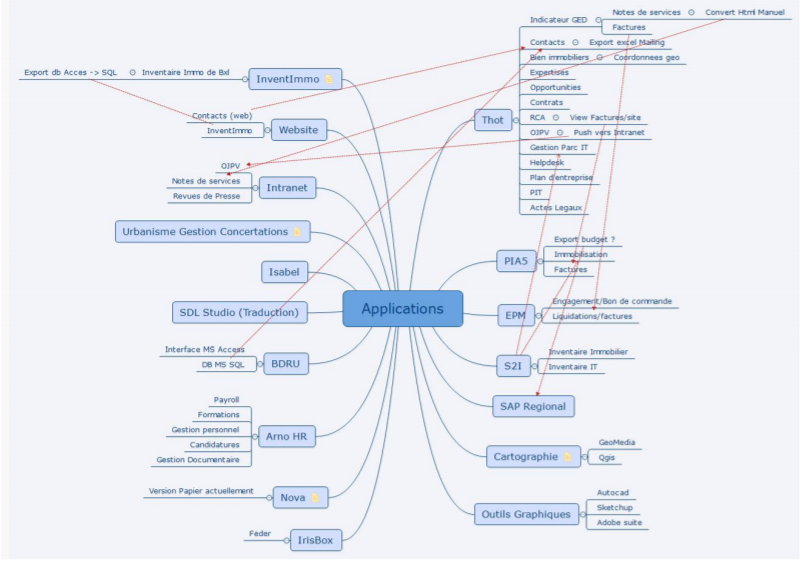 Applications
InventImmo
Inventaire Immo de Bxl
Export db Acces -> SQL
Website
Contacts (web)
InventImmo
Intranet
OJPV
Notes de services
Revues de Presse
Urbanisme Gestion Concertations
Isabel
SDL Studio (Traduction)
BDRU
Interface MS Access
DB MS SQL
Arno HR
Payroll
Formations
Gestion personnel
Candidatures
Gestion Documentaire
Nova
Version Papier actuellement
IrisBox
Feder
Thot
Indicateur GED
Notes de services
Convert Html Manuel
Factures
Contacts
Export excel Mailing
Bien immobiliers
Coordonnees geo
Expertises
Opportunities
Contrats
RCA
View Factures/site
OJPV
Push vers Intranet
Gestion Parc IT
Helpdesk
Plan d'entreprise
PIT
Actes Legaux
PIA5
Export budget ?
Immobilisation
Factures
EPM
Engagement/Bon de commande
Liquidations/factures
S2I
Inventaire Immobilier
Inventaire IT
SAP Regional
Cartographie
GeoMedia
Qgis
Outils Graphiques
Autocad
Sketchup
Adobe suite